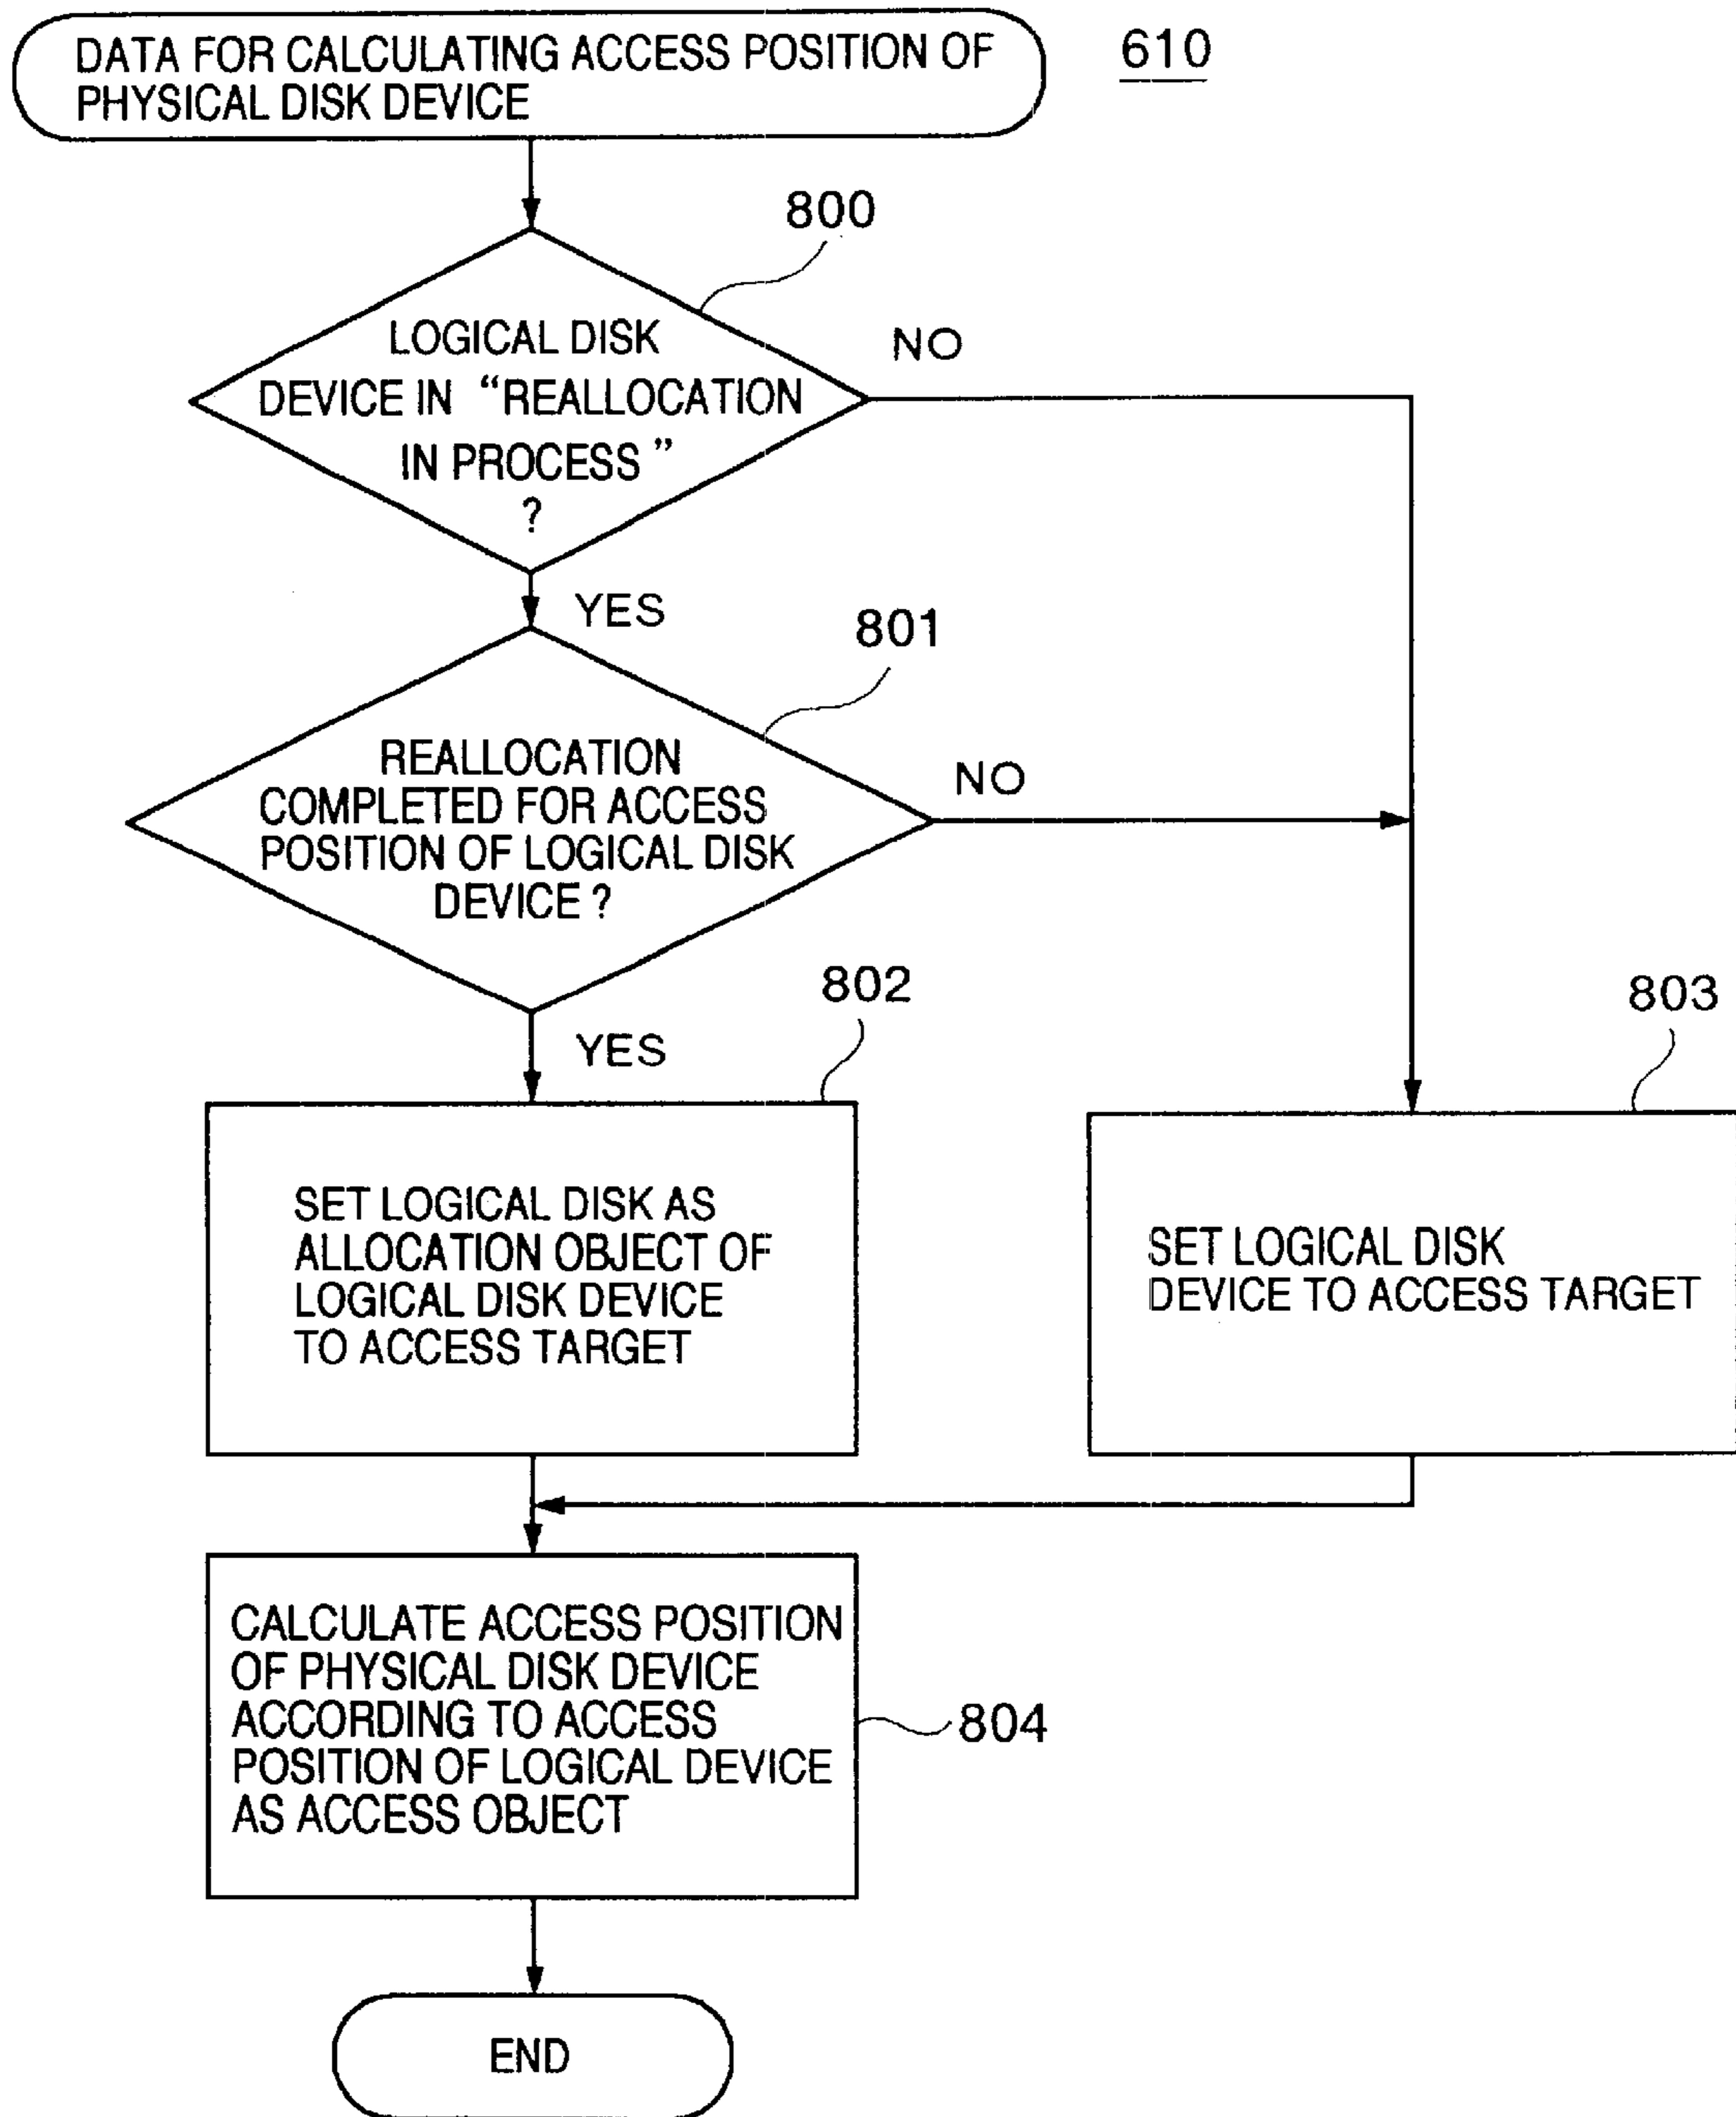 DATA FOR CALCULATING ACCESS POSITION OF
PHYSICAL DISK DEVICE
610
800
LOGICAL DISK
DEVICE IN “REALLOCATION
IN PROCESS”
?
NO
YES
801
REALLOCATION
COMPLETED FOR ACCESS
POSITION OF LOGICAL DISK
DEVICE ?
NO
YES
802
SET LOGICAL DISK AS
ALLOCATION OBJECT OF
LOGICAL DISK DEVICE
TO ACCESS TARGET
803
SET LOGICAL DISK
DEVICE TO ACCESS TARGET
CALCULATE ACCESS POSITION
OF PHYSICAL DISK DEVICE
ACCORDING TO ACCESS
POSITION OF LOGICAL DEVICE
AS ACCESS OBJECT
804
END